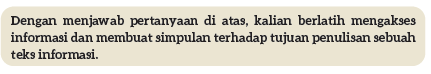 Dengan menjawab pertanyaan di atas, kalian berlatih mengakses
informasi dan membuat simpulan terhadap tujuan penulisan sebuah
teks informasi.